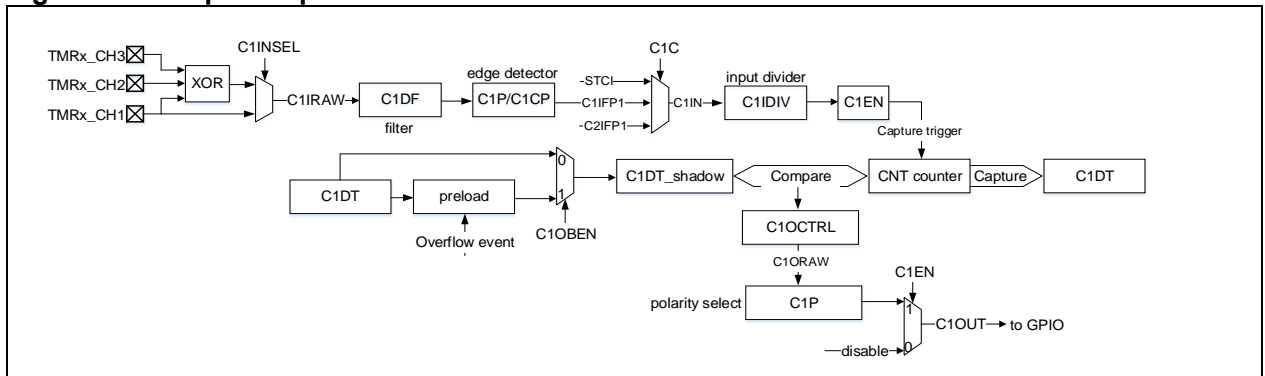 TMRx_CH3
TMRx_CH2
TMRx_CH1
XOR
C1INSEL
C1IRAW
C1DF
filter
edge detector
C1P/C1CP
C1C
-STCI
C1IFP1
-C2IFP1
C1IN
input divider
C1IDIV
C1EN
Capture trigger
C1DT
preload
Overflow event
0
1
C1OBEN
C1DT_shadow
Compare
CNT counter
Capture
C1DT
C1OCTRL
C1ORAW
polarity select
C1P
C1EN
1
0
disable
C1OUT
to GPIO